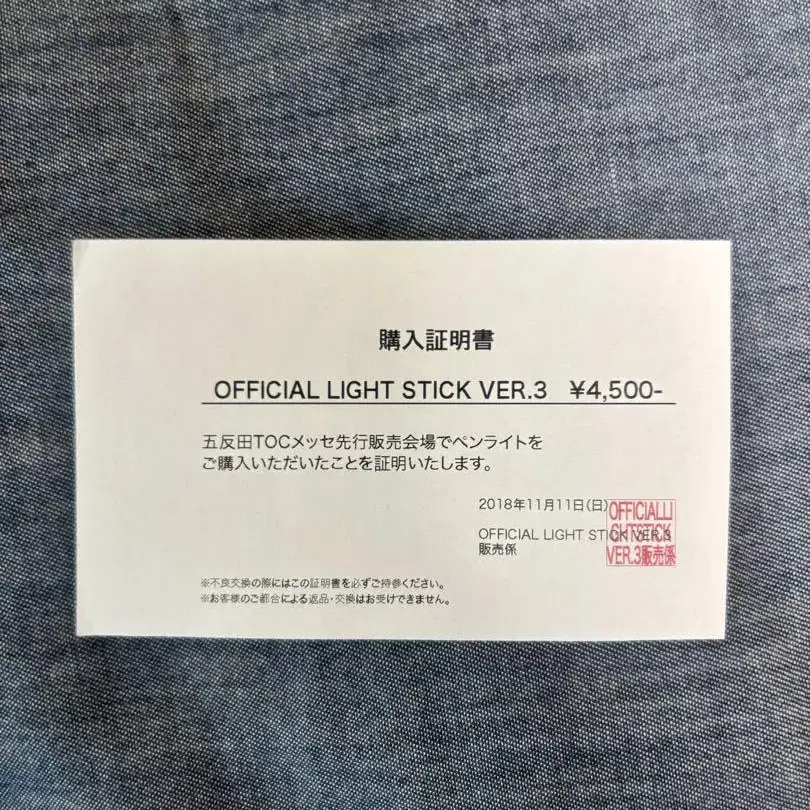 購入証明書
OFFICIAL LIGHT STICK VER.3 ¥4,500-
五反田TOCメッセ先行販売会場でペンライトを
ご購入いただいたことを証明いたします。
2018年11月11日(日)
OFFICIAL LIGHT STICK VER.3
販売係
OFFICIALLI
GHTSTICK
VER.3販売係
※不良交換の際にはこの証明書を必ずご持参ください。
※お客様のご都合による返品・交換はお受けできません。